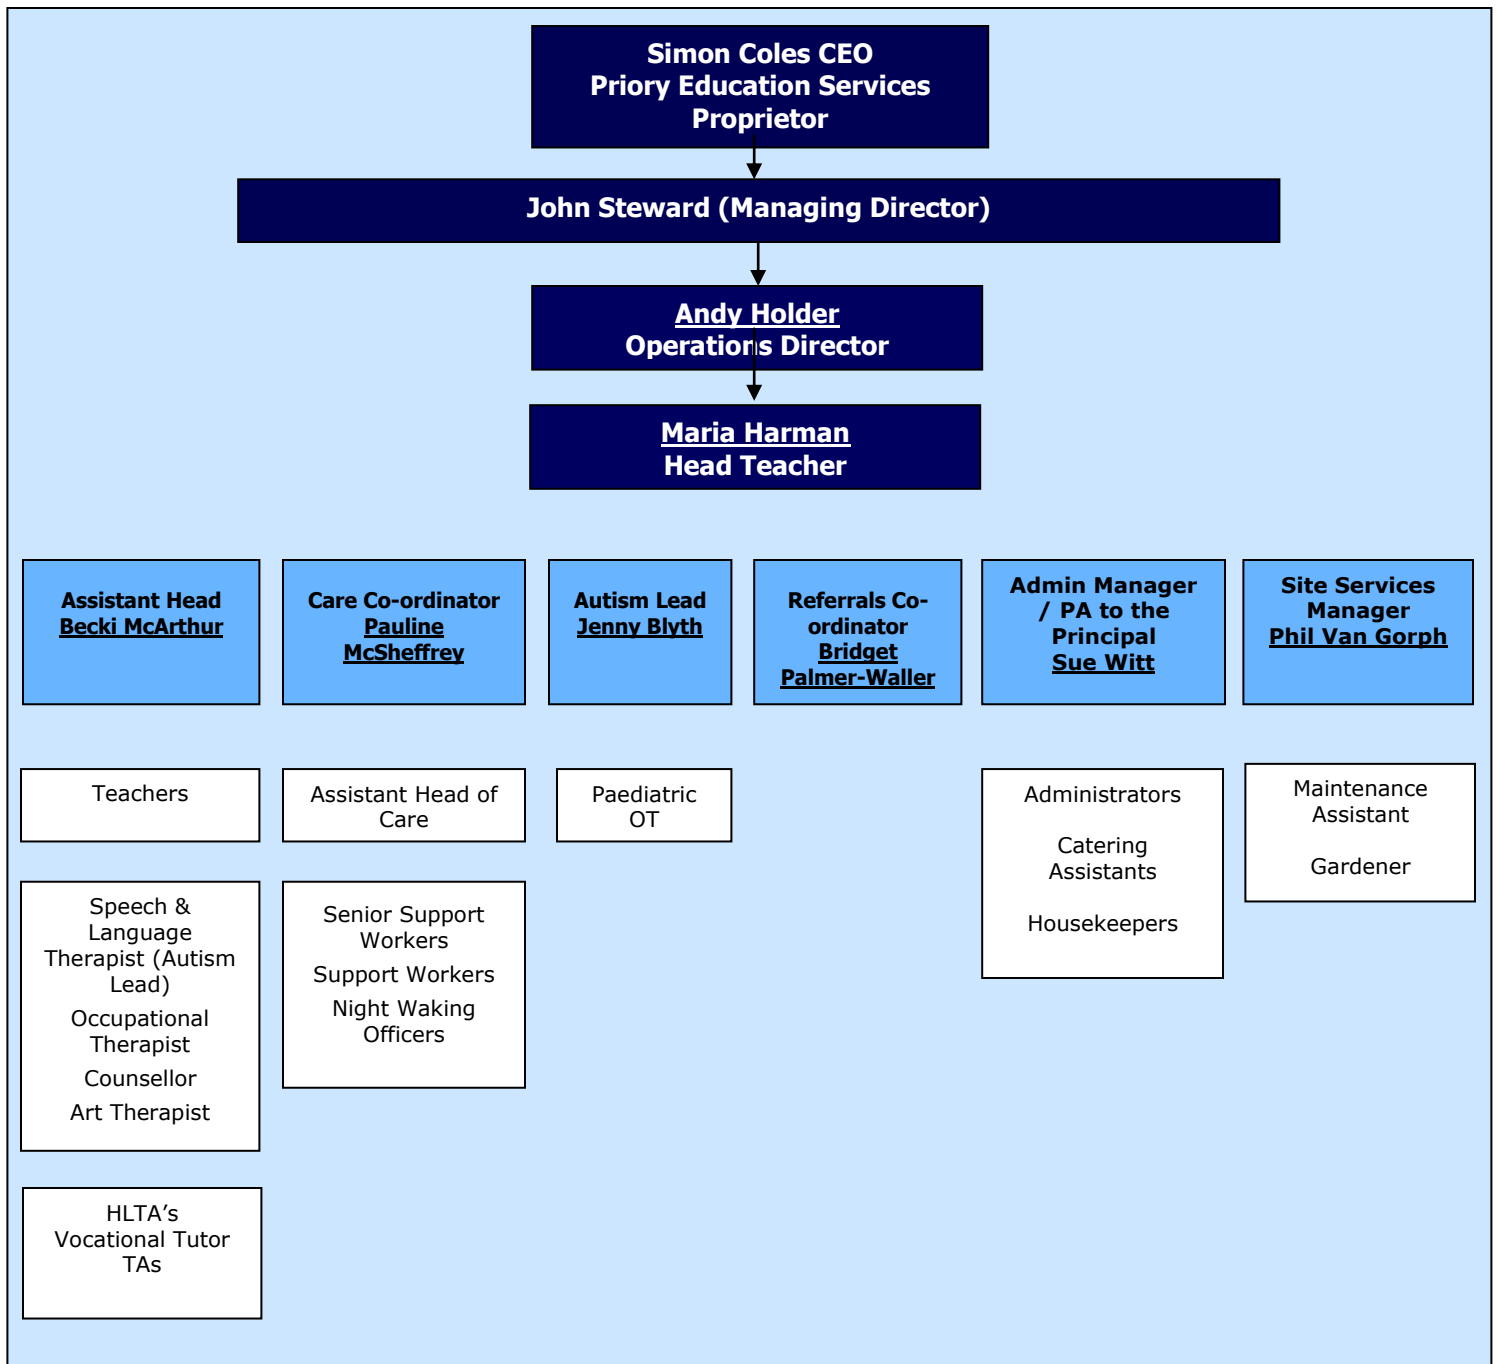 Simon Coles CEO
Priory Education Services
Proprietor
John Steward (Managing Director)
Andy Holder
Operations Director
Maria Harman
Head Teacher
Assistant Head
Becki McArthur
Care Co-ordinator
Pauline
McSheffrey
Autism Lead
Jenny Blyth
Referrals Co-
ordinator
Bridget
Palmer-Waller
Admin Manager
/ PA to the
Principal
Sue Witt
Site Services
Manager
Phil Van Gorph
Teachers
Speech &
Language
Therapist (Autism
Lead)
Occupational
Therapist
Counsellor
Art Therapist
HLTA’s
Vocational Tutor
TAs
Assistant Head of
Care
Senior Support
Workers
Support Workers
Night Waking
Officers
Paediatric
OT
Administrators
Catering
Assistants
Housekeepers
Maintenance
Assistant
Gardener